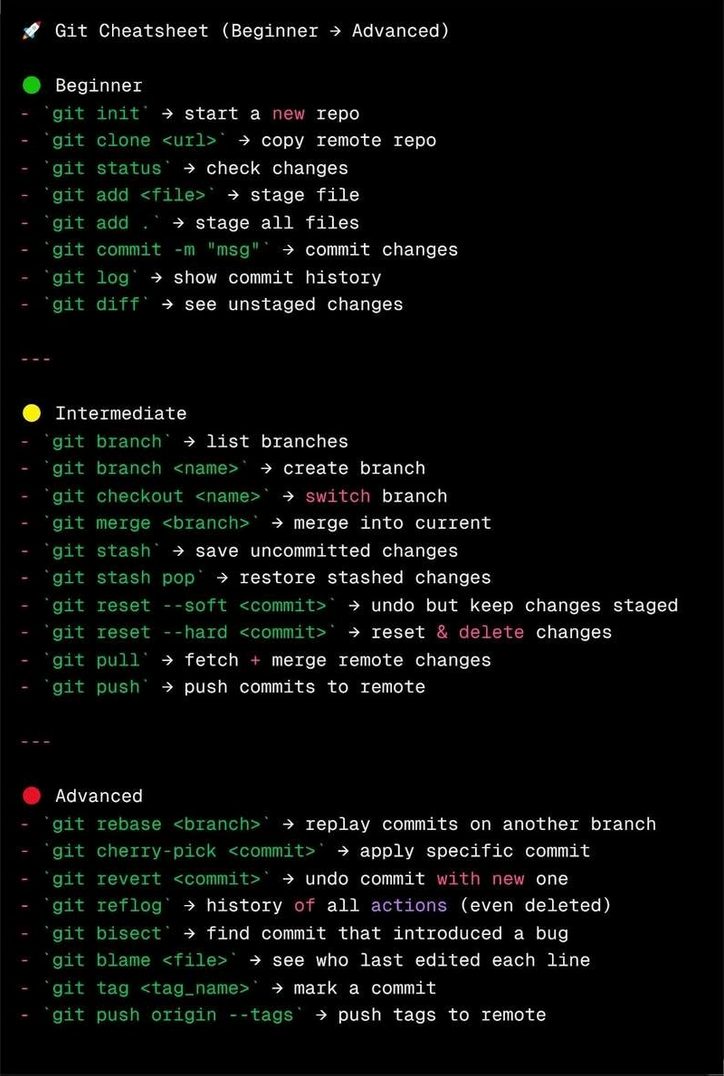 🚀 Git Cheatsheet (Beginner → Advanced)
🟢 Beginner
- `git init` → start a new repo
- `git clone <url>` → copy remote repo
- `git status` → check changes
- `git add <file>` → stage file
- `git add .` → stage all files
- `git commit -m "msg"` → commit changes
- `git log` → show commit history
- `git diff` → see unstaged changes
---
🟡 Intermediate
- `git branch` → list branches
- `git branch <name>` → create branch
- `git checkout <name>` → switch branch
- `git merge <branch>` → merge into current
- `git stash` → save uncommitted changes
- `git stash pop` → restore stashed changes
- `git reset --soft <commit>` → undo but keep changes staged
- `git reset --hard <commit>` → reset & delete changes
- `git pull` → fetch + merge remote changes
- `git push` → push commits to remote
---
🔴 Advanced
- `git rebase <branch>` → replay commits on another branch
- `git cherry-pick <commit>` → apply specific commit
- `git revert <commit>` → undo commit with new one
- `git reflog` → history of all actions (even deleted)
- `git bisect` → find commit that introduced a bug
- `git blame <file>` → see who last edited each line
- `git tag <tag_name>` → mark a commit
- `git push origin --tags` → push tags to remote